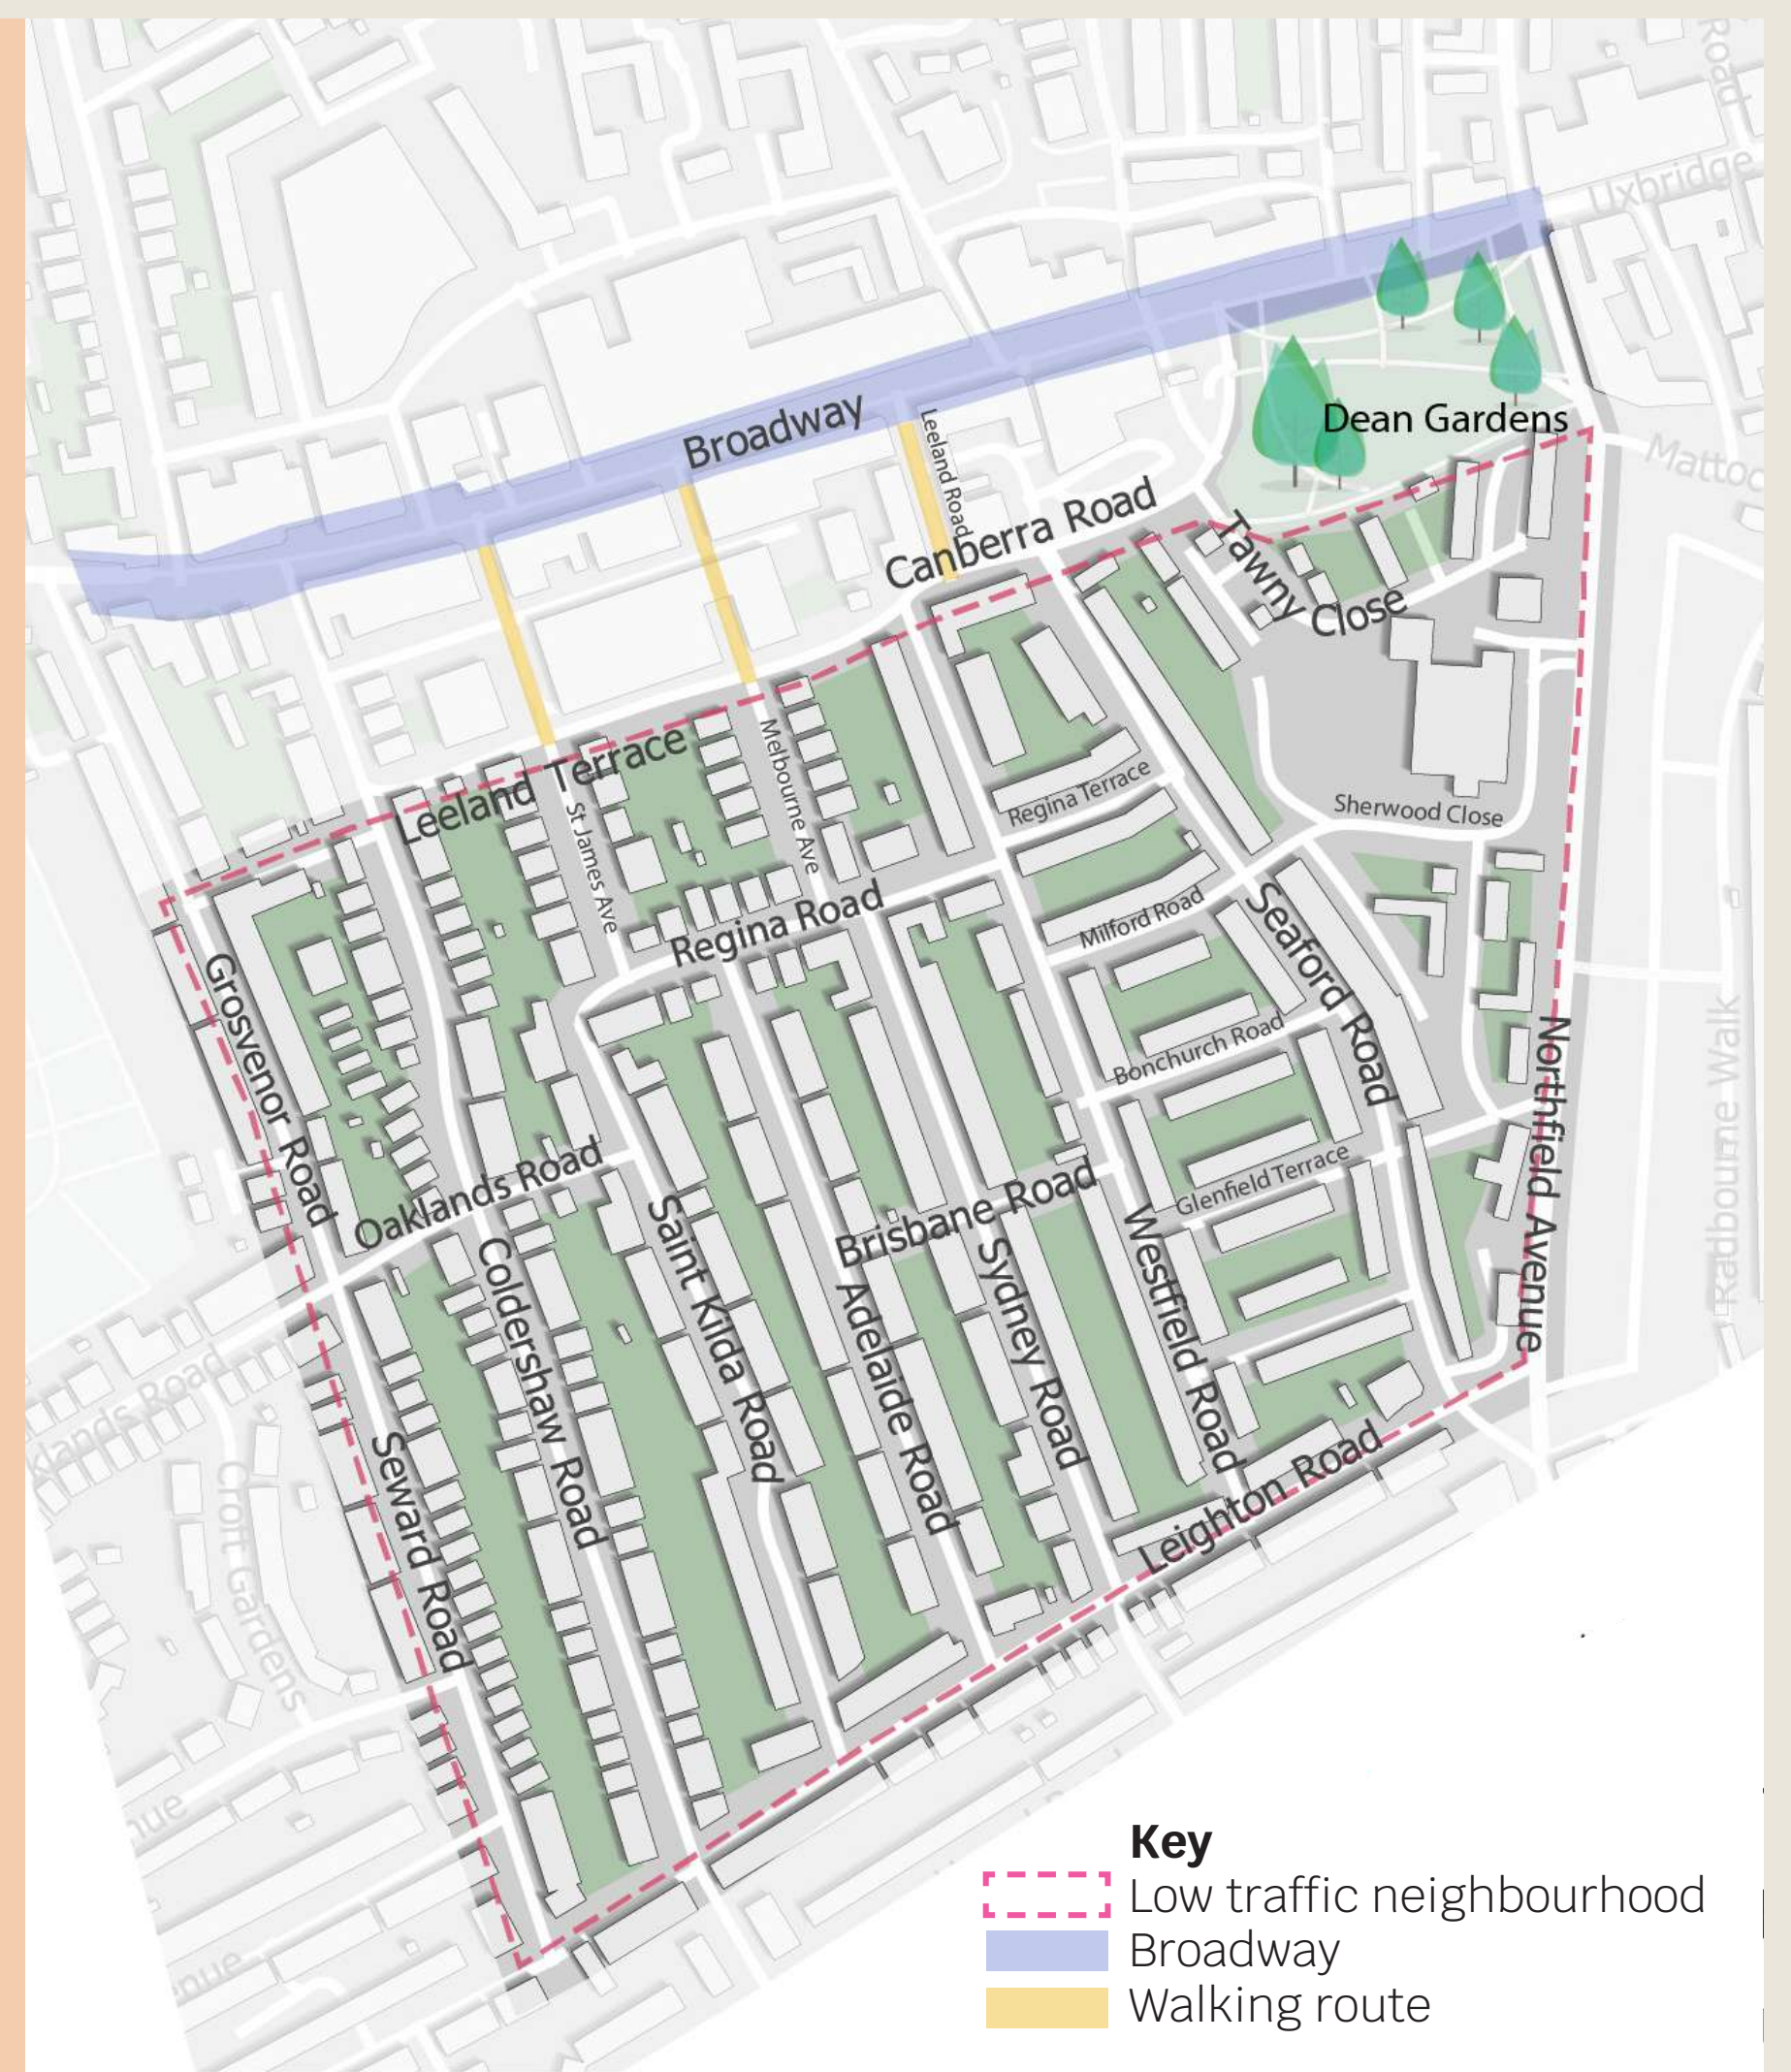 Road
Uxbridge
Broadway
Leeland Road
Dean Gardens
Canberra Road
Tawny Close
Leeland Terrace
St James Ave
Melbourne Ave
Regina Terrace
Sherwood Close
Regina Road
Milford Road
Seaford Road
Grosvenor Road
Bonchurch Road
Northfield Avenue
Radbourne Walk
Oaklands Road
Glenfield Terrace
Brisbane Road
Coldershaw Road
Saint Kilda Road
Adelaide Road
Sydney Road
Westfield Road
Leighton Road
klands Road
Croft Gardens
Seward Road
Key
Low traffic neighbourhood
Broadway
Walking route